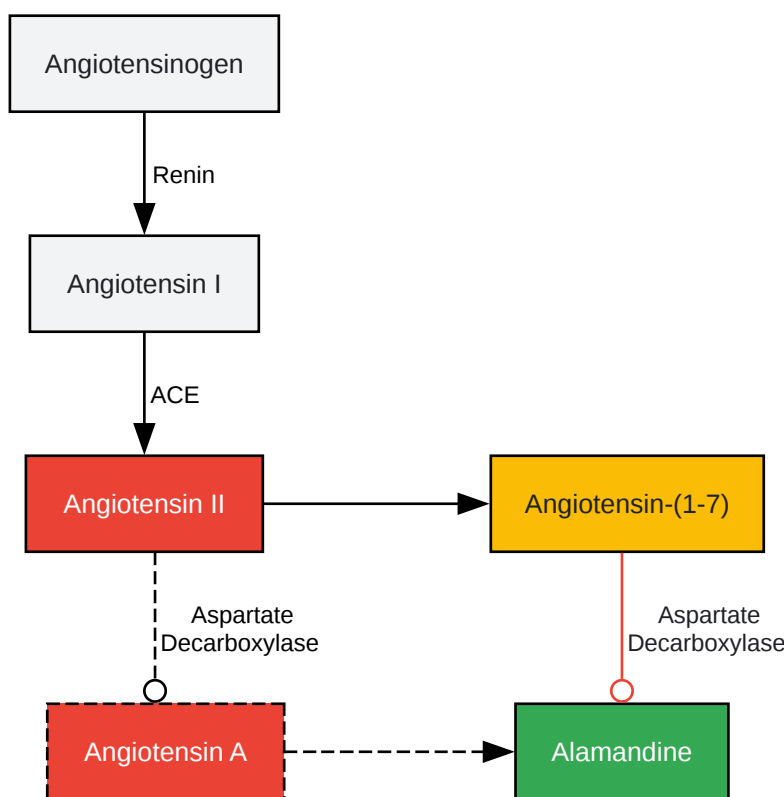 Angiotensinogen
Renin
Angiotensin I
ACE
Angiotensin II
Angiotensin-(1-7)
Aspartate
Decarboxylase
Aspartate
Decarboxylase
Angiotensin A
Alamandine